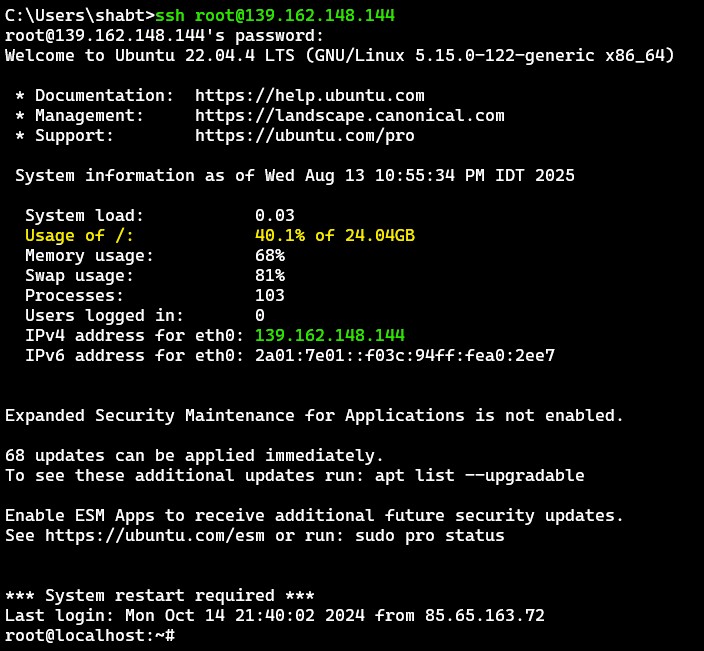 C:\Users\shabt>ssh root@139.162.148.144
root@139.162.148.144's password:
Welcome to Ubuntu 22.04.4 LTS (GNU/Linux 5.15.0-122-generic x86_64)
* Documentation: https://help.ubuntu.com
* Management: https://landscape.canonical.com
* Support: https://ubuntu.com/pro
System information as of Wed Aug 13 10:55:34 PM IDT 2025
System load: 0.03
Usage of /: 40.1% of 24.04GB
Memory usage: 68%
Swap usage: 81%
Processes: 103
Users logged in: 0
IPv4 address for eth0: 139.162.148.144
IPv6 address for eth0: 2a01:7e01::f03c:94ff:fea0:2ee7
Expanded Security Maintenance for Applications is not enabled.
68 updates can be applied immediately.
To see these additional updates run: apt list --upgradable
Enable ESM Apps to receive additional future security updates.
See https://ubuntu.com/esm or run: sudo pro status
*** System restart required ***
Last login: Mon Oct 14 21:40:02 2024 from 85.65.163.72
root@localhost:~#